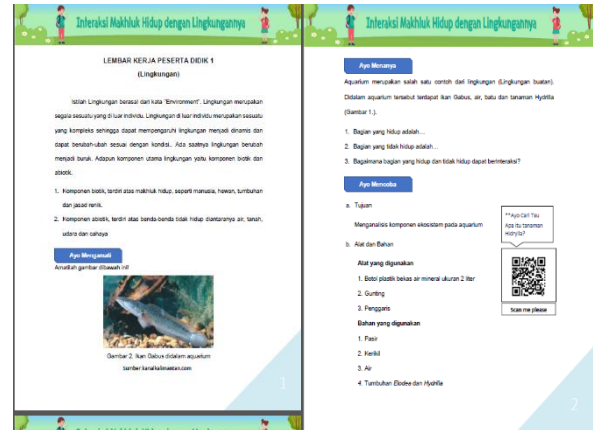 Interaksi Makhluk Hidup dengan Lingkungannya
LEMBAR KERJA PESERTA DIDIK 1
(Lingkungan)
Istilah Lingkungan berasal dari kata "Environment". Lingkungan merupakan
segala sesuatu yang di luar individu. Lingkungan di luar individu merupakan sesuatu
yang kompleks sehingga dapat mempengaruhi lingkungan menjadi dinamis dan
dapat berubah-ubah sesuai dengan kondisi.. Ada saatnya lingkungan berubah
menjadi buruk. Adapun komponen utama lingkungan yaitu komponen biotik dan
abiotik.
1. Komponen biotik, terdiri atas makhluk hidup, seperti manusia, hewan, tumbuhan
dan jasad renik.
2. Komponen abiotik, terdiri atas benda-benda tidak hidup diantaranya air, tanah,
udara dan cahaya
Ayo Mengamati
Amatilah gambar dibawah ini!
Gambar 2. Ikan Gabus didalam aquarium
Sumber kanalkalimantan.com
1
Interaksi Makhluk Hidup dengan Lingkungannya
Ayo Menanya
Aquarium merupakan salah satu contoh dari lingkungan (Lingkungan buatan).
Didalam aquarium tersebut terdapat ikan Gabus, air, batu dan tanaman Hydrilla
(Gambar 1.).
1. Bagian yang hidup adalah…
2. Bagian yang tidak hidup adalah…
3. Bagaimana bagian yang hidup dan tidak hidup dapat berinteraksi?
Ayo Mencoba
a. Tujuan
Menganalisis komponen ekosistem pada aquarium
b. Alat dan Bahan
Alat yang digunakan
1. Botol plastik bekas air mineral ukuran 2 liter
2. Gunting
3. Penggaris
Bahan yang digunakan
1. Pasir
2. Kerikil
3. Air
4. Tumbuhan Elodea dan Hydrilla
**Ayo Cari Tau
Apa itu tanaman
Hidrylla?
Scan me please
2